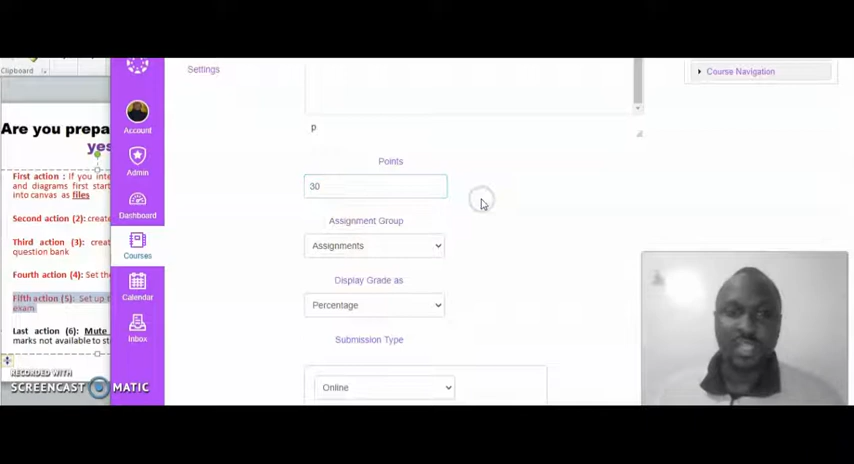 Clipboard
Are you prepa
yes
First action : If you inte
and diagrams first star
into canvas as files
Second action (2): creat
Third action (3): creat
question bank
Fourth action (4): Set the
Fifth action (5): Set up t
exam
Last action (6): Mute
marks not available to st
RECORDED WITH
SCREENCAST MATIC
Account
Admin
Dashboard
Courses
Calendar
Inbox
Settings
p
Points
30
Assignment Group
Assignments
Display Grade as
Percentage
Submission Type
Online
Course Navigation